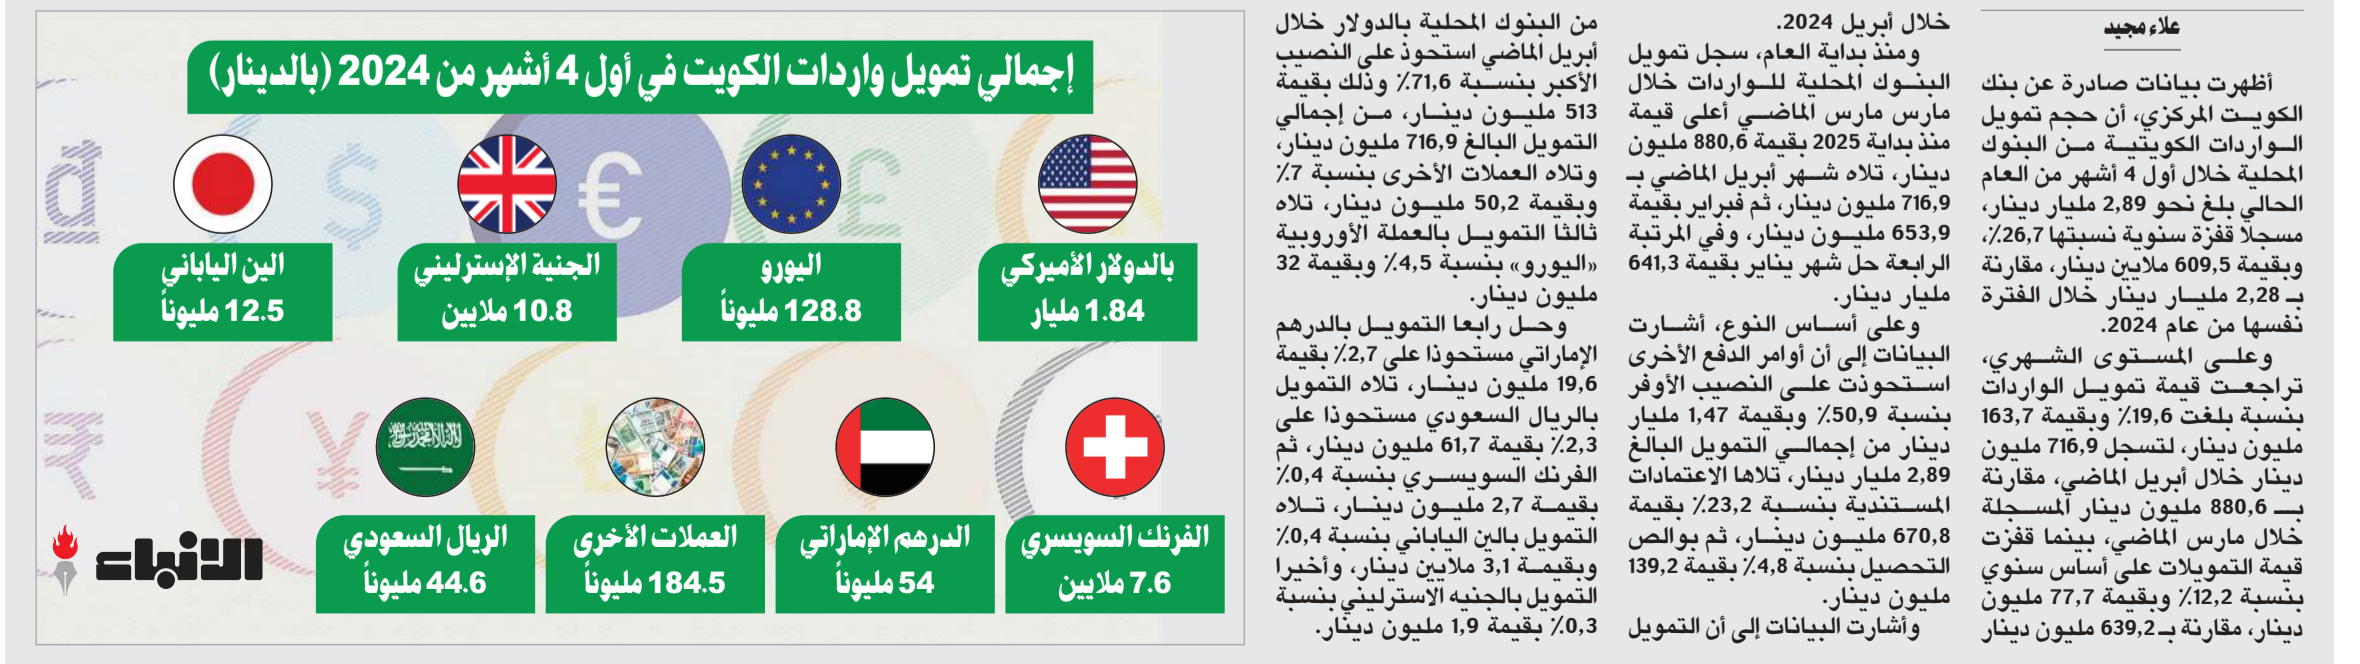 علاء مجيد
أظهرت بيانات صادرة عن بنك
الكويت المركزي، أن حجم تمويل
الواردات الكويتية من البنوك
المحلية خلال أول 4 أشهر من العام
الحالي بلغ نحو 2,89 مليار دينار،
مسجلا قفزة سنوية نسبتها 26,7٪،
وبقيمة 609,5 ملايين دينار، مقارنة
بـ 2,28 مليار دينار خلال الفترة
نفسها من عام 2024.
وعلى المستوى الشهري،
تراجعت قيمة تمويل الواردات
بنسبة بلغت 19,6٪ وبقيمة 163,7
مليون دينار، لتسجل 716,9 مليون
دينار خلال أبريل الماضي، مقارنة
بـ 880,6 مليون دينار المسجلة
خلال مارس الماضي، بينما قفزت
قيمة التمويلات على أساس سنوي
بنسبة 12,2٪ وبقيمة 77,7 مليون
دينار، مقارنة بـ 639,2 مليون دينار
خلال أبريل 2024.
ومنذ بداية العام، سجل تمويل
البنوك المحلية للواردات خلال
مارس مارس الماضي أعلى قيمة
منذ بداية 2025 بقيمة 880,6 مليون
دينار، تلاه شهر أبريل الماضي بـ
716,9 مليون دينار، ثم فبراير بقيمة
653,9 مليون دينار، وفي المرتبة
الرابعة حل شهر يناير بقيمة 641,3
مليار دينار.
وعلى أساس النوع، أشارت
البيانات إلى أن أوامر الدفع الأخرى
استحوذت على النصيب الأوفر
بنسبة 50,9٪ وبقيمة 1,47 مليار
دينار من إجمالي التمويل البالغ
2,89 مليار دينار، تلاها الاعتمادات
المستندية بنسبة 23,2٪ بقيمة
670,8 مليون دينار، ثم بوالص
التحصيل بنسبة 4,8٪ بقيمة 139,2
مليون دينار.
وأشارت البيانات إلى أن التمويل
من البنوك المحلية بالدولار خلال
أبريل الماضي استحوذ على النصيب
الأكبر بنسبة 71,6٪ وذلك بقيمة
513 مليون دينار، من إجمالي
التمويل البالغ 716,9 مليون دينار،
وتلاه العملات الأخرى بنسبة 7٪
وبقيمة 50,2 مليون دينار، تلاه
ثالثا التمويل بالعملة الأوروبية
«اليورو» بنسبة 4,5٪ وبقيمة 32
مليون دينار.
وحل رابعا التمويل بالدرهم
الإماراتي مستحوذا على 2,7٪ بقيمة
19,6 مليون دينار، تلاه التمويل
بالريال السعودي مستحوذا على
2,3٪ بقيمة 61,7 مليون دينار، ثم
الفرنك السويسري بنسبة 0,4٪
بقيمة 2,7 مليون دينار، تلاه
التمويل بالين الياباني بنسبة 0,4٪
وبقيمة 3,1 ملايين دينار، وأخيرا
التمويل بالجنيه الاسترليني بنسبة
0,3٪ بقيمة 1,9 مليون دينار.
إجمالي تمويل واردات الكويت في أول 4 أشهر من 2024 (بالدينار)
بالدولار الأميركي
1.84 مليار
اليورو
128.8 مليوناً
الجنية الإسترليني
10.8 ملايين
الين الياباني
12.5 مليوناً
الفرنك السويسري
7.6 ملايين
الدرهم الإماراتي
54 مليوناً
العملات الأخرى
184.5 مليوناً
الريال السعودي
44.6 مليوناً
الأنباء